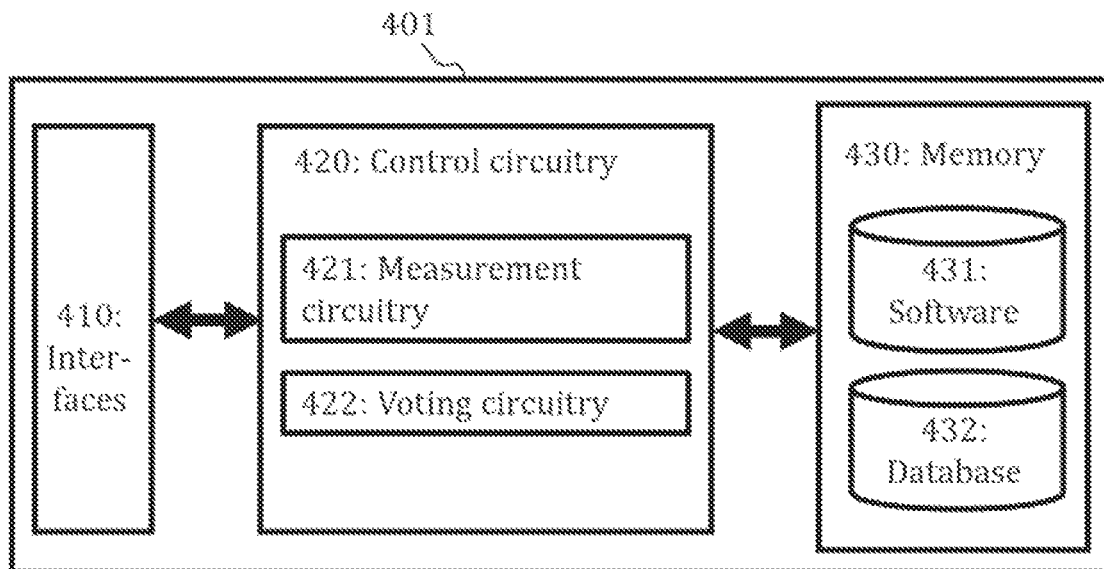 401
410:
Inter-
faces
420: Control circuitry
421: Measurement
circuitry
422: Voting circuitry
430: Memory
431:
Software
432:
Database